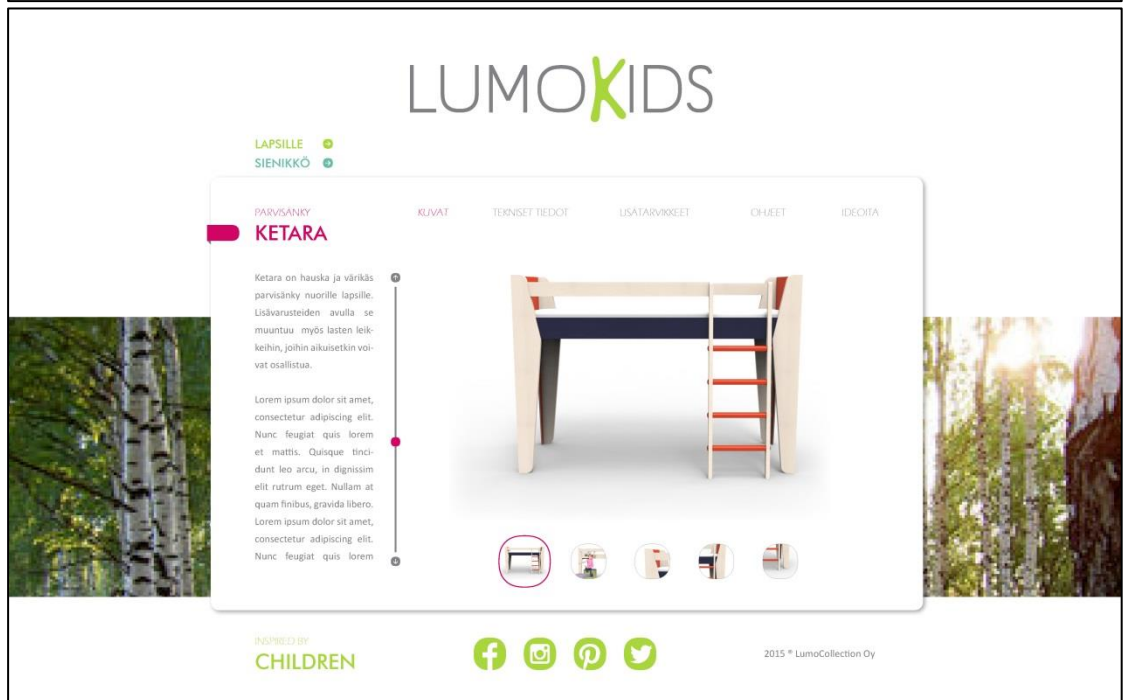 LUMOKIDS
LAPSILLE
SIENIKKÖ
PARVISÄNKY
KETARA
KUVAT
TEKNISET TIEDOT
LISÄTARVIKKEET
OHJEET
IDEOITA
Ketara on hauska ja värikäs
parvisänky nuorille lapsille.
Lisävarusteiden avulla se
muuntuu myös lasten leik-
keihin, joihin aikuisetkin voi-
vat osallistua.
Lorem ipsum dolor sit amet,
consectetur adipiscing elit.
Nunc feugiat quis lorem
et mattis. Quisque tinci-
dunt leo arcu, in dignissim
elit rutrum eget. Nullam at
quam finibus, gravida libero.
Lorem ipsum dolor sit amet,
consectetur adipiscing elit.
Nunc feugiat quis lorem
INSPIRED BY
CHILDREN
2015 ® LumoCollection Oy